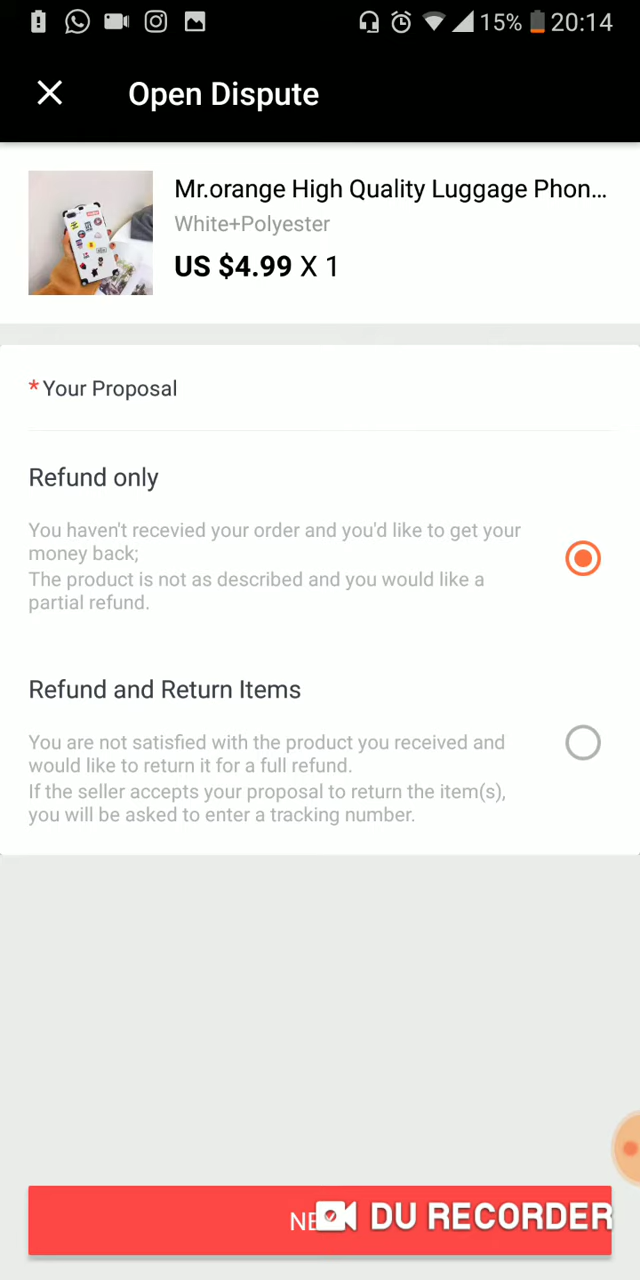 15% 20:14
Open Dispute
Mr.orange High Quality Luggage Phon...
White+Polyester
US $4.99 X 1
*Your Proposal
Refund only
You haven't recevied your order and you'd like to get your
money back;
The product is not as described and you would like a
partial refund.
Refund and Return Items
You are not satisfied with the product you received and
would like to return it for a full refund.
If the seller accepts your proposal to return the item(s),
you will be asked to enter a tracking number.
DU RECORDER